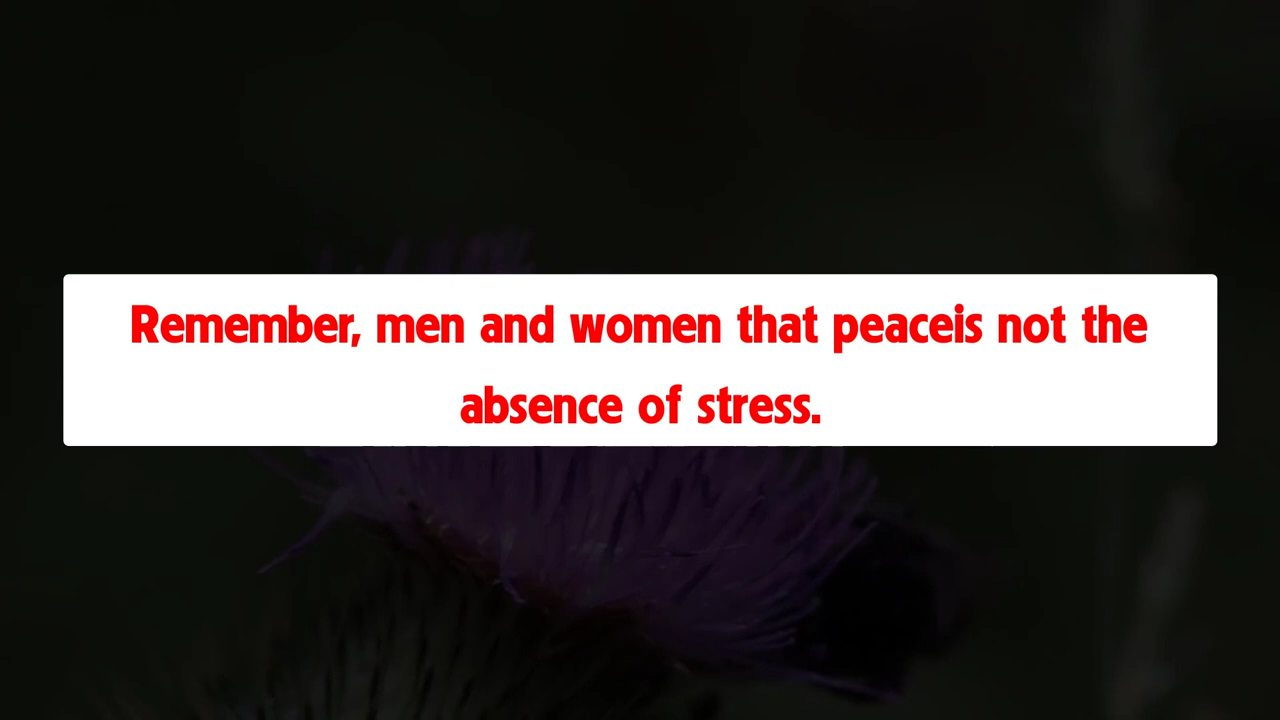 Remember, men and women that peaceis not the
absence of stress.